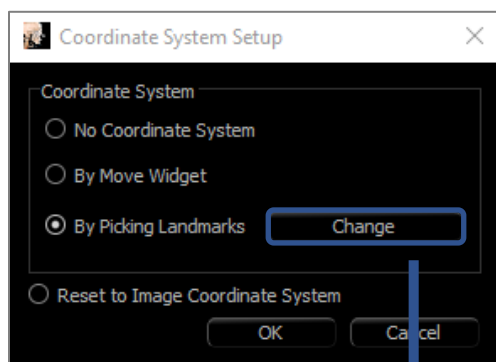 Coordinate System Setup
Coordinate System
No Coordinate System
By Move Widget
By Picking Landmarks Change
Reset to Image Coordinate System
OK Cancel